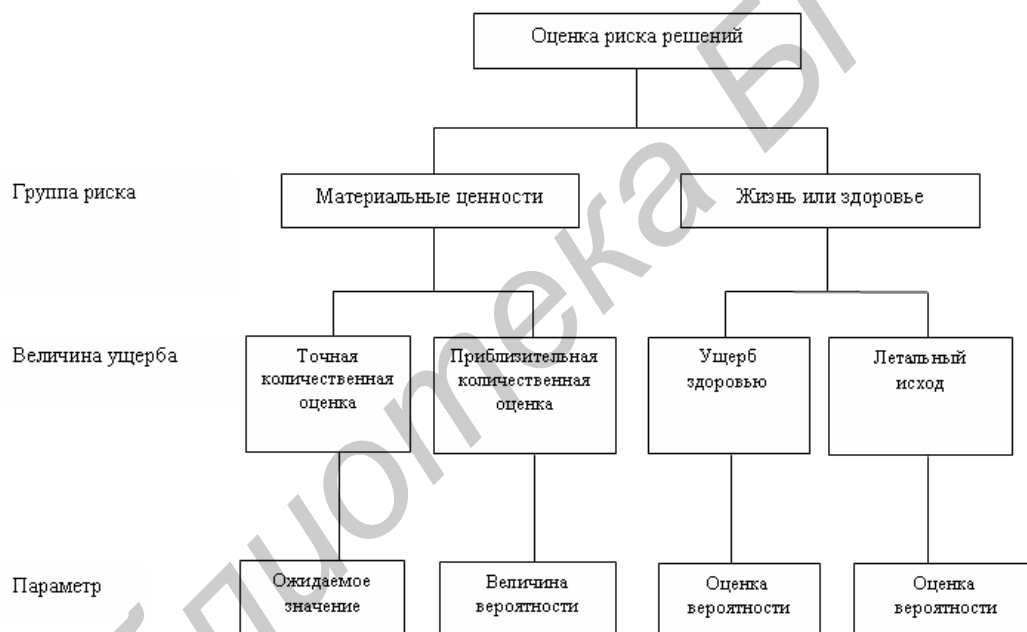 Оценка риска решений
Группа риска
Материальные ценности
Жизнь или здоровье
Величина ущерба
Точная
количественная
оценка
Приблизительная
количественная
оценка
Ущерб
здоровью
Летальный
исход
Параметр
Ожидаемое
значение
Величина
вероятности
Оценка
вероятности
Оценка
вероятности